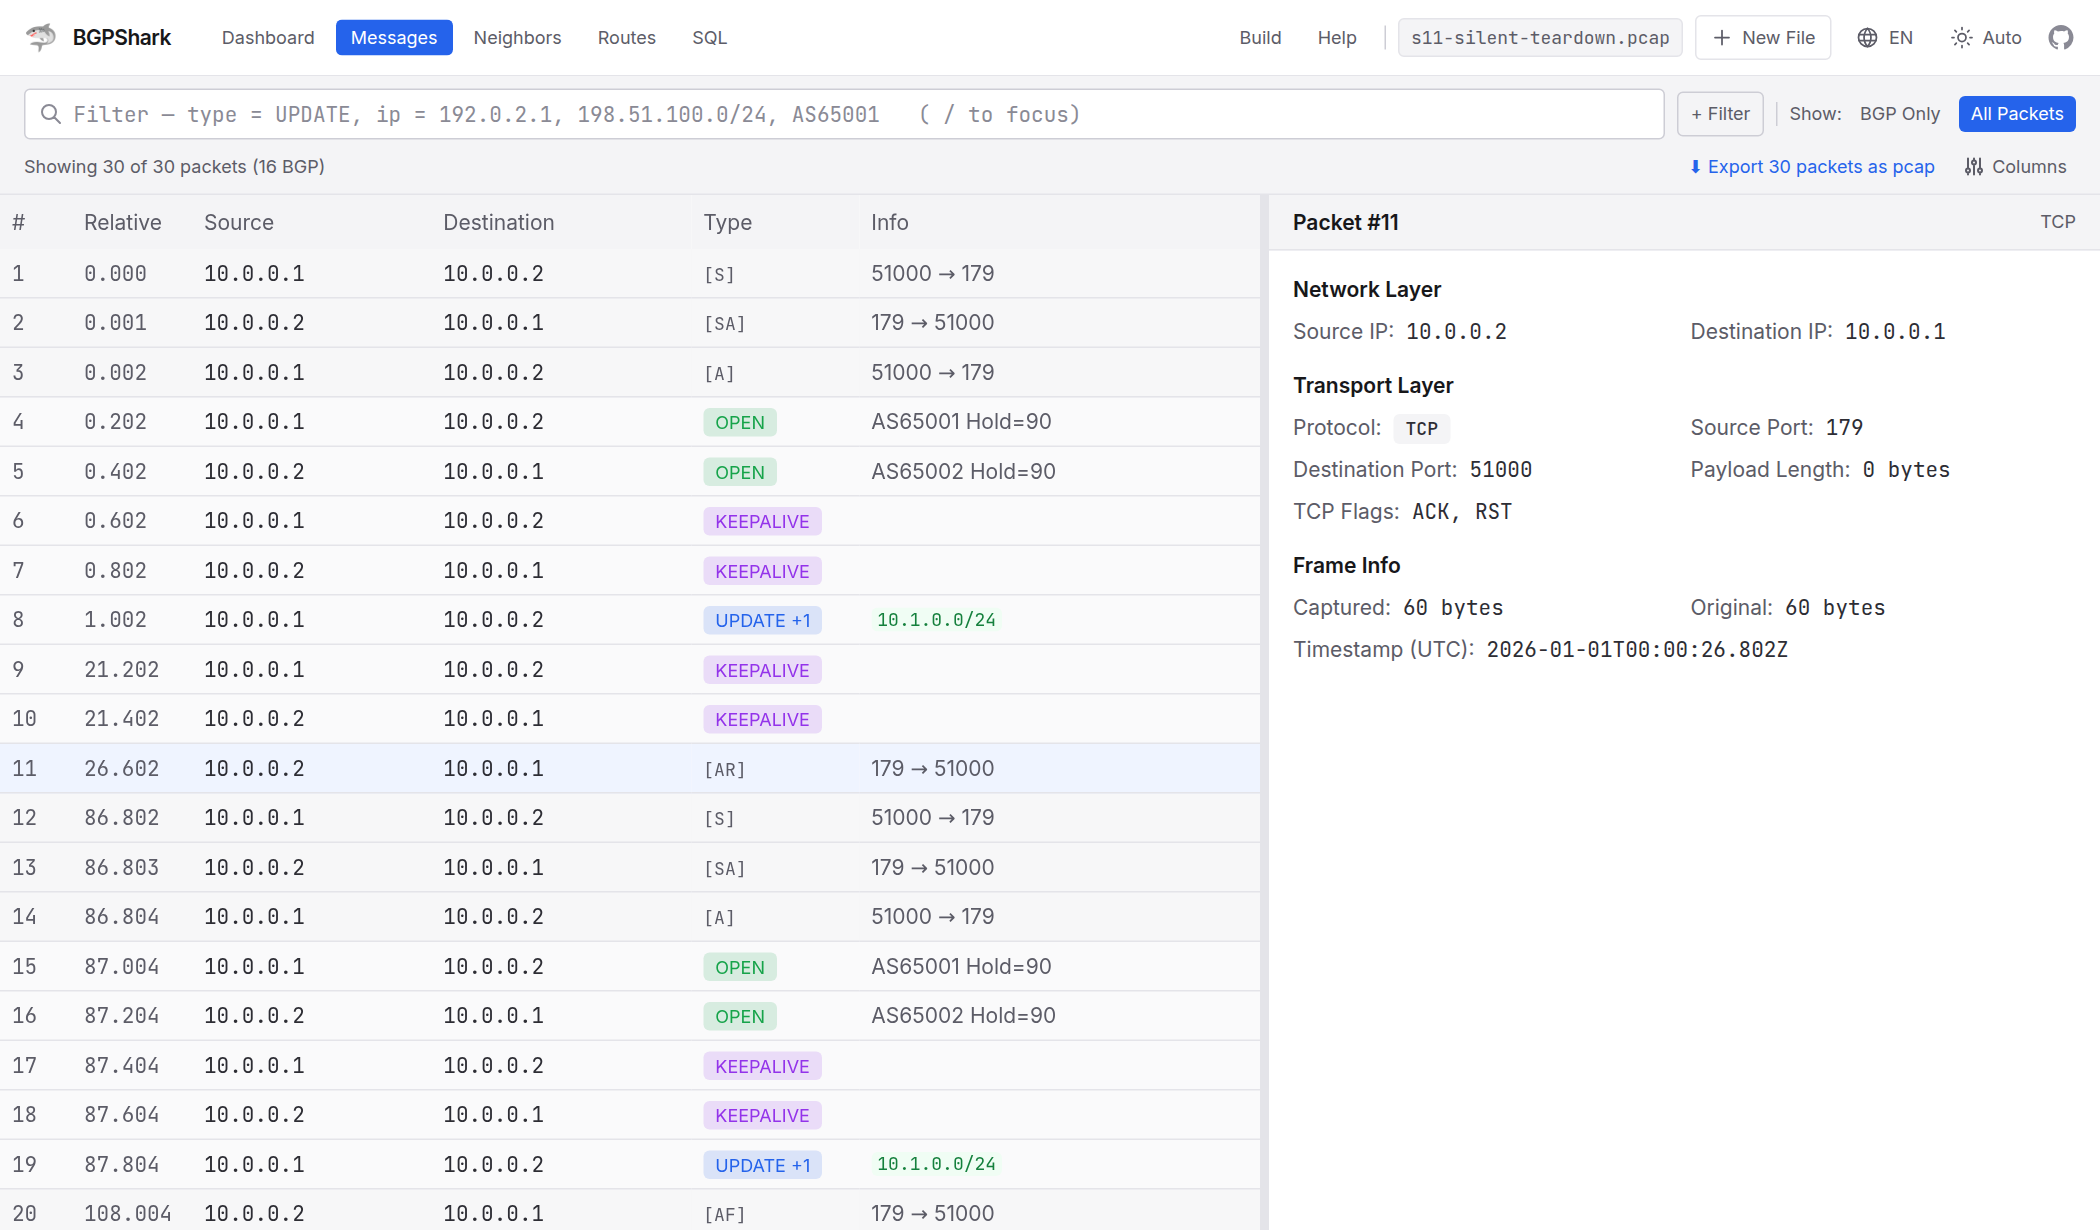 BGPShark Dashboard Messages Neighbors Routes SQL Build Help s11-silent-teardown.pcap + New File EN Auto
Filter — type = UPDATE, ip = 192.0.2.1, 198.51.100.0/24, AS65001 ( / to focus) + Filter Show: BGP Only All Packets
Showing 30 of 30 packets (16 BGP) ⬇ Export 30 packets as pcap Columns
# Relative Source Destination Type Info
1 0.000 10.0.0.1 10.0.0.2 [S] 51000 → 179
2 0.001 10.0.0.2 10.0.0.1 [SA] 179 → 51000
3 0.002 10.0.0.1 10.0.0.2 [A] 51000 → 179
4 0.202 10.0.0.1 10.0.0.2 OPEN AS65001 Hold=90
5 0.402 10.0.0.2 10.0.0.1 OPEN AS65002 Hold=90
6 0.602 10.0.0.1 10.0.0.2 KEEPALIVE
7 0.802 10.0.0.2 10.0.0.1 KEEPALIVE
8 1.002 10.0.0.1 10.0.0.2 UPDATE +1 10.1.0.0/24
9 21.202 10.0.0.1 10.0.0.2 KEEPALIVE
10 21.402 10.0.0.2 10.0.0.1 KEEPALIVE
11 26.602 10.0.0.2 10.0.0.1 [AR] 179 → 51000
12 86.802 10.0.0.1 10.0.0.2 [S] 51000 → 179
13 86.803 10.0.0.2 10.0.0.1 [SA] 179 → 51000
14 86.804 10.0.0.1 10.0.0.2 [A] 51000 → 179
15 87.004 10.0.0.1 10.0.0.2 OPEN AS65001 Hold=90
16 87.204 10.0.0.2 10.0.0.1 OPEN AS65002 Hold=90
17 87.404 10.0.0.1 10.0.0.2 KEEPALIVE
18 87.604 10.0.0.2 10.0.0.1 KEEPALIVE
19 87.804 10.0.0.1 10.0.0.2 UPDATE +1 10.1.0.0/24
20 108.004 10.0.0.2 10.0.0.1 [AF] 179 → 51000
Packet #11 TCP
Network Layer
Source IP: 10.0.0.2 Destination IP: 10.0.0.1
Transport Layer
Protocol: TCP Source Port: 179
Destination Port: 51000 Payload Length: 0 bytes
TCP Flags: ACK, RST
Frame Info
Captured: 60 bytes Original: 60 bytes
Timestamp (UTC): 2026-01-01T00:00:26.802Z